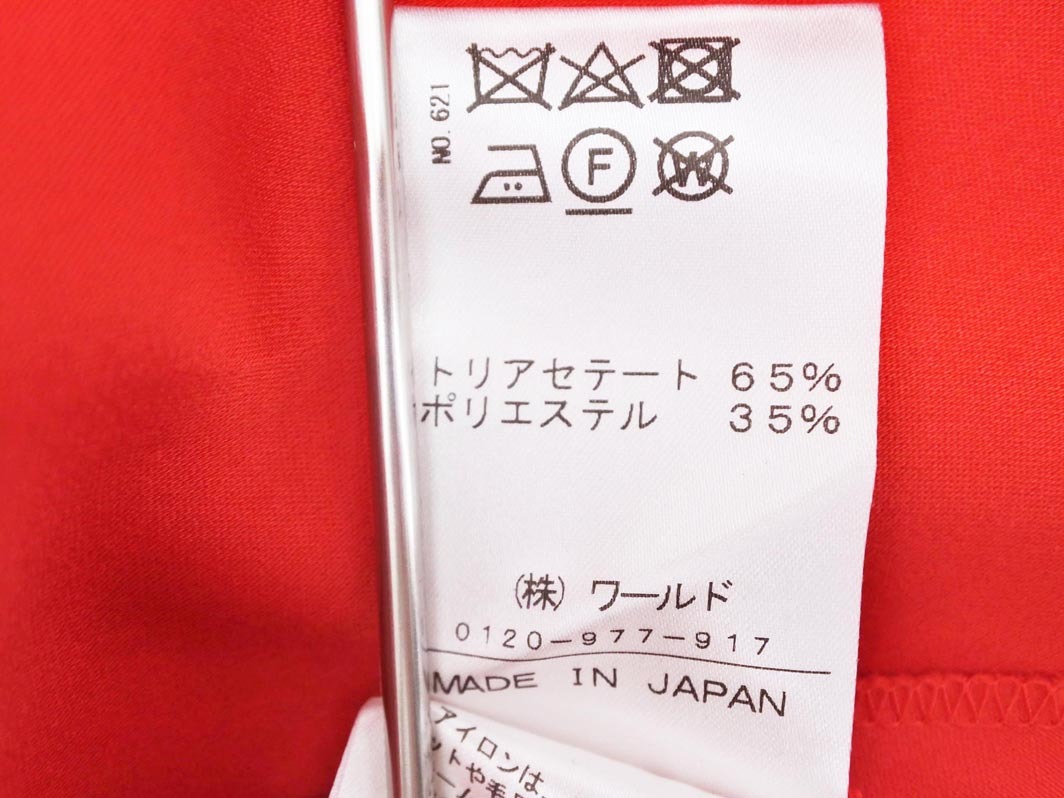 NO. 621
F
W
トリアセテート 65%
ポリエステル 35%
(株) ワールド
0120-977-917
MADE IN JAPAN
アイロンは、